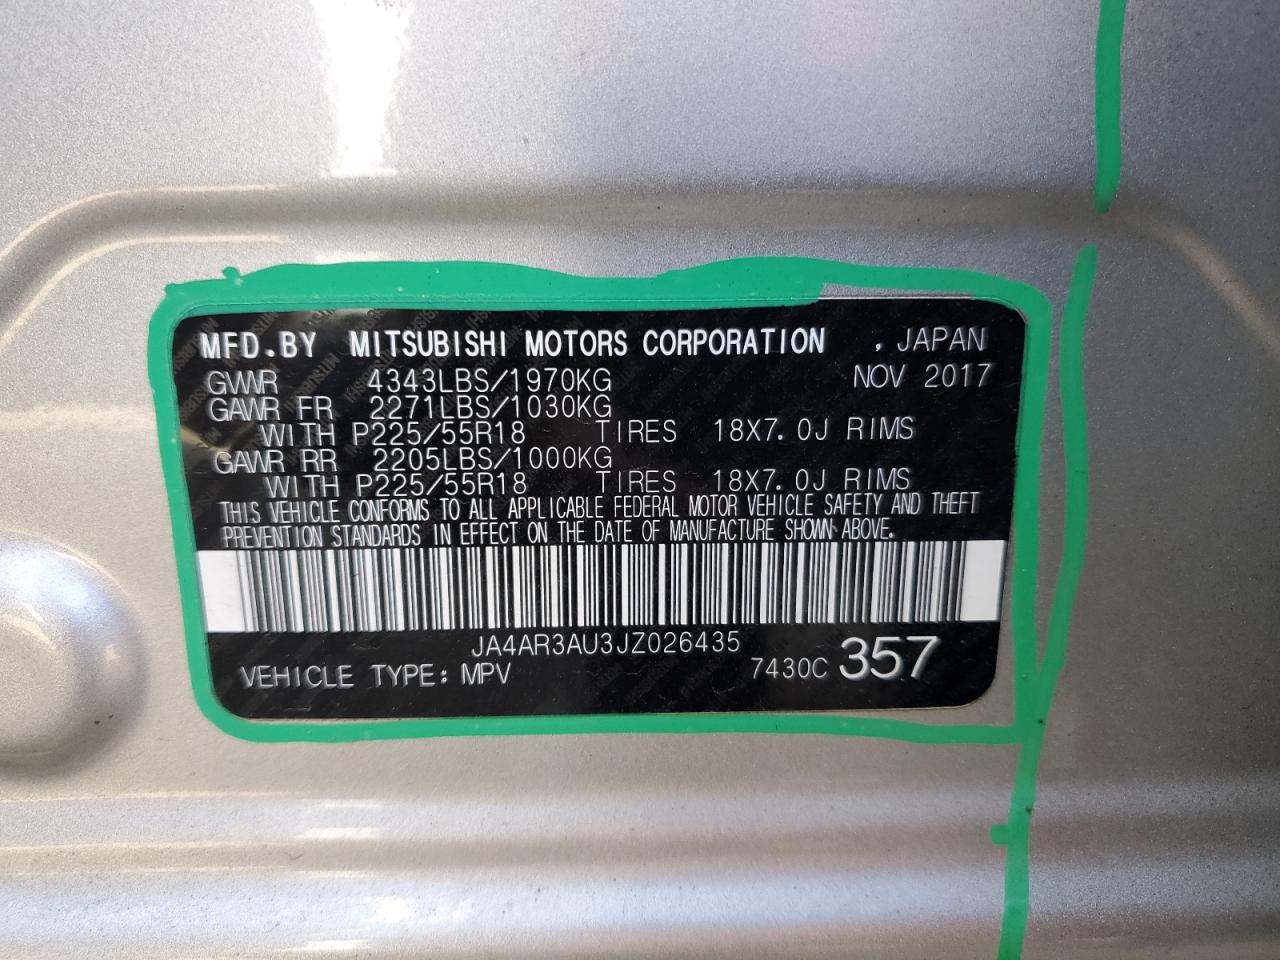 MFD.BY MITSUBISHI MOTORS CORPORATION , JAPAN
GVWR 4343LBS/1970KG NOV 2017
GAWR FR 2271LBS/1030KG
WITH P225/55R18 TIRES 18X7.0J RIMS
GAWR RR 2205LBS/1000KG
WITH P225/55R18 TIRES 18X7.0J RIMS
THIS VEHICLE CONFORMS TO ALL APPLICABLE FEDERAL MOTOR VEHICLE SAFETY AND THEFT
PREVENTION STANDARDS IN EFFECT ON THE DATE OF MANUFACTURE SHOWN ABOVE.
JA4AR3AU3JZ026435
VEHICLE TYPE: MPV 7430C 357